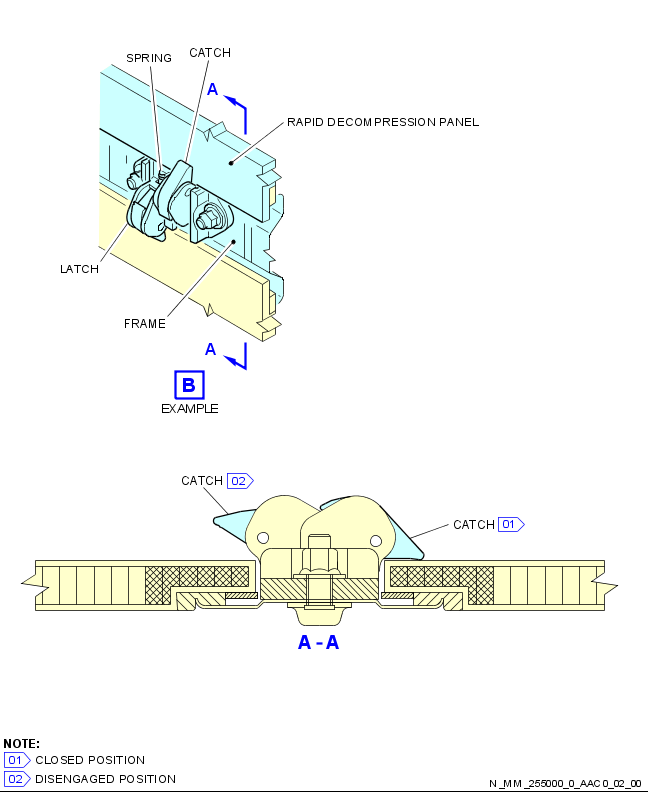 SPRING
CATCH
A
RAPID DECOMPRESSION PANEL
LATCH
FRAME
A
B
EXAMPLE
CATCH 02
CATCH 01
A - A
NOTE:
01 CLOSED POSITION
02 DISENGAGED POSITION
N_MM_255000_0_AAC0_02_00